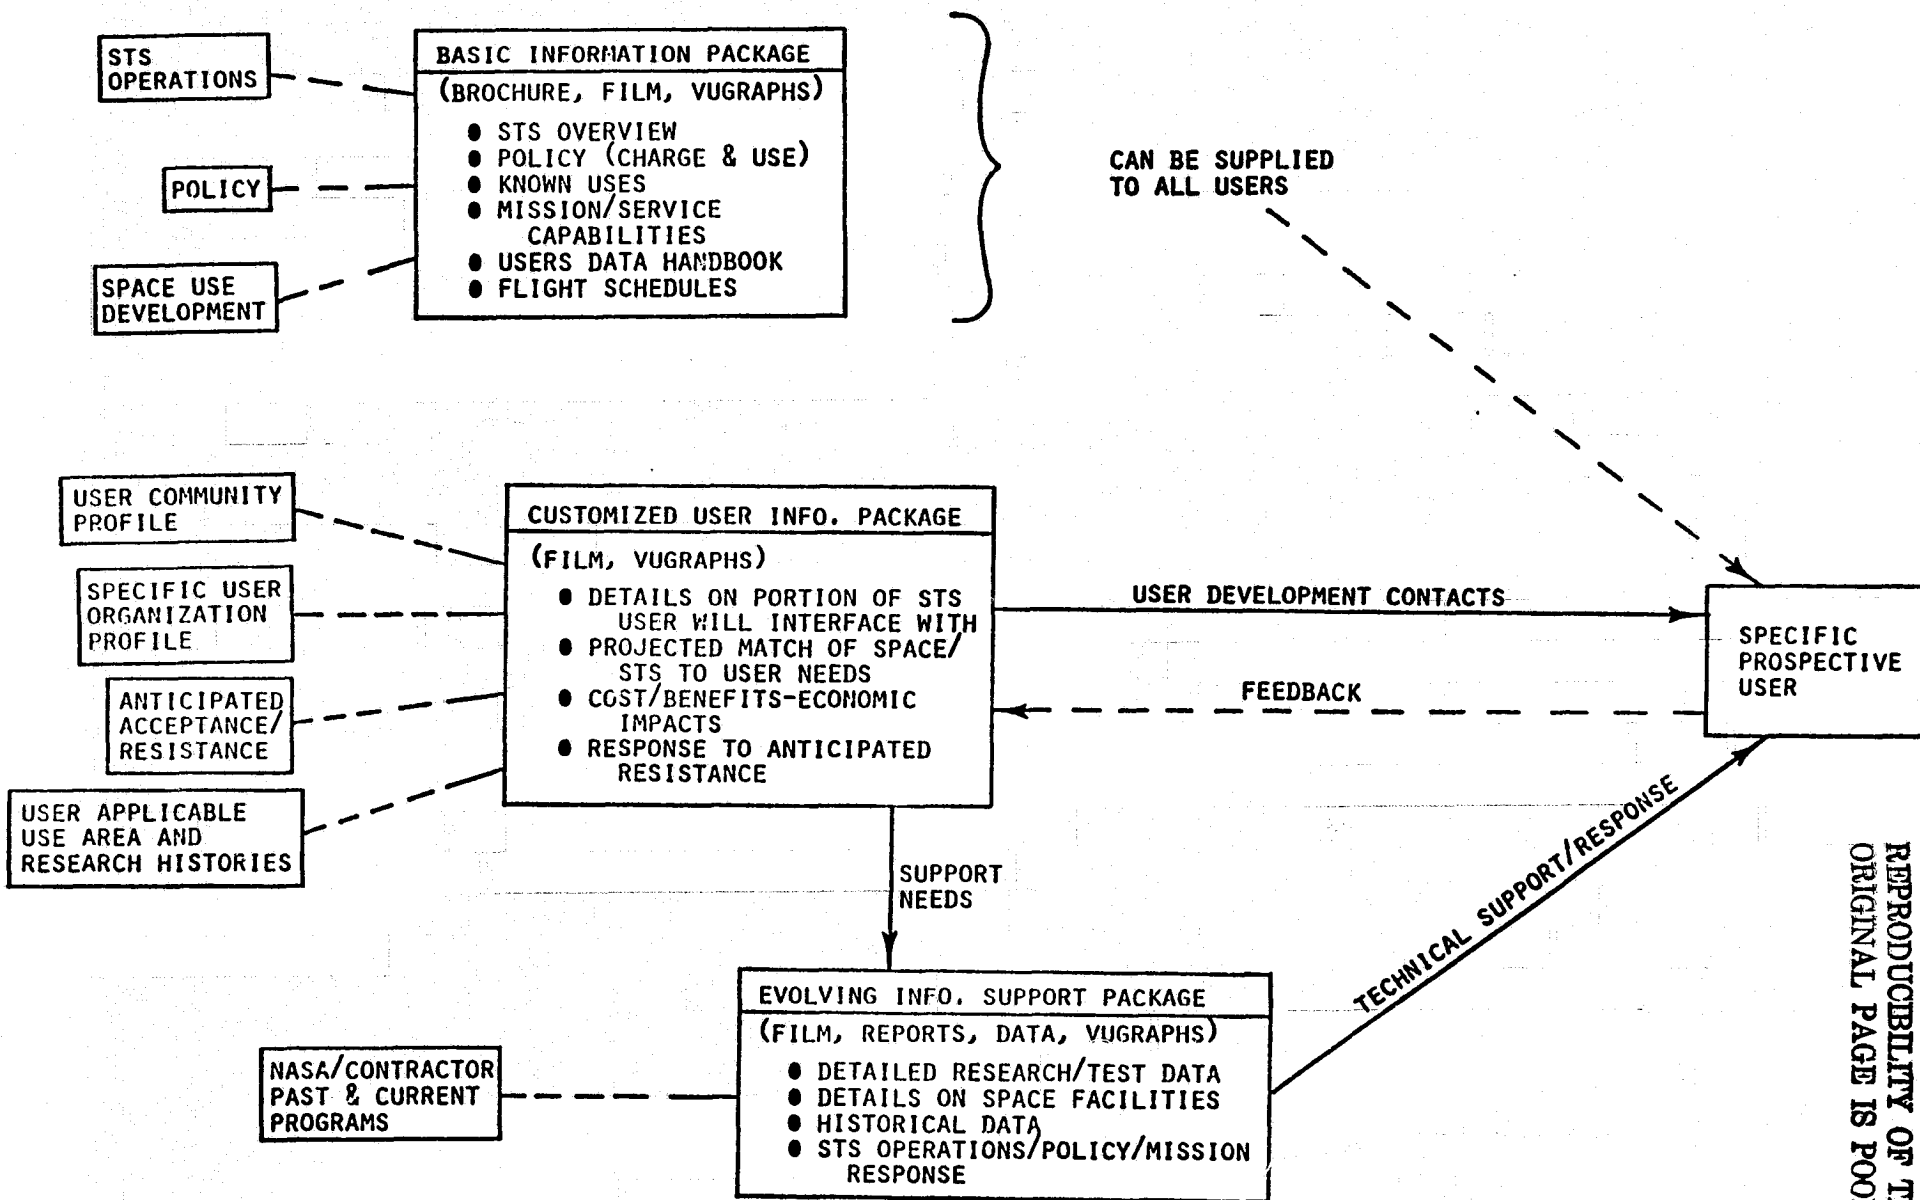 STS
OPERATIONS
POLICY
SPACE USE
DEVELOPMENT
BASIC INFORMATION PACKAGE
(BROCHURE, FILM, VUGRAPHS)
● STS OVERVIEW
● POLICY (CHARGE & USE)
● KNOWN USES
● MISSION/SERVICE
CAPABILITIES
● USERS DATA HANDBOOK
● FLIGHT SCHEDULES
CAN BE SUPPLIED
TO ALL USERS
USER COMMUNITY
PROFILE
SPECIFIC USER
ORGANIZATION
PROFILE
ANTICIPATED
ACCEPTANCE/
RESISTANCE
USER APPLICABLE
USE AREA AND
RESEARCH HISTORIES
CUSTOMIZED USER INFO. PACKAGE
(FILM, VUGRAPHS)
● DETAILS ON PORTION OF STS
USER WILL INTERFACE WITH
● PROJECTED MATCH OF SPACE/
STS TO USER NEEDS
● COST/BENEFITS-ECONOMIC
IMPACTS
● RESPONSE TO ANTICIPATED
RESISTANCE
USER DEVELOPMENT CONTACTS
FEEDBACK
SPECIFIC
PROSPECTIVE
USER
SUPPORT
NEEDS
TECHNICAL SUPPORT/RESPONSE
NASA/CONTRACTOR
PAST & CURRENT
PROGRAMS
EVOLVING INFO. SUPPORT PACKAGE
(FILM, REPORTS, DATA, VUGRAPHS)
● DETAILED RESEARCH/TEST DATA
● DETAILS ON SPACE FACILITIES
● HISTORICAL DATA
● STS OPERATIONS/POLICY/MISSION
RESPONSE
REPRODUCIBILITY OF
ORIGINAL PAGE IS